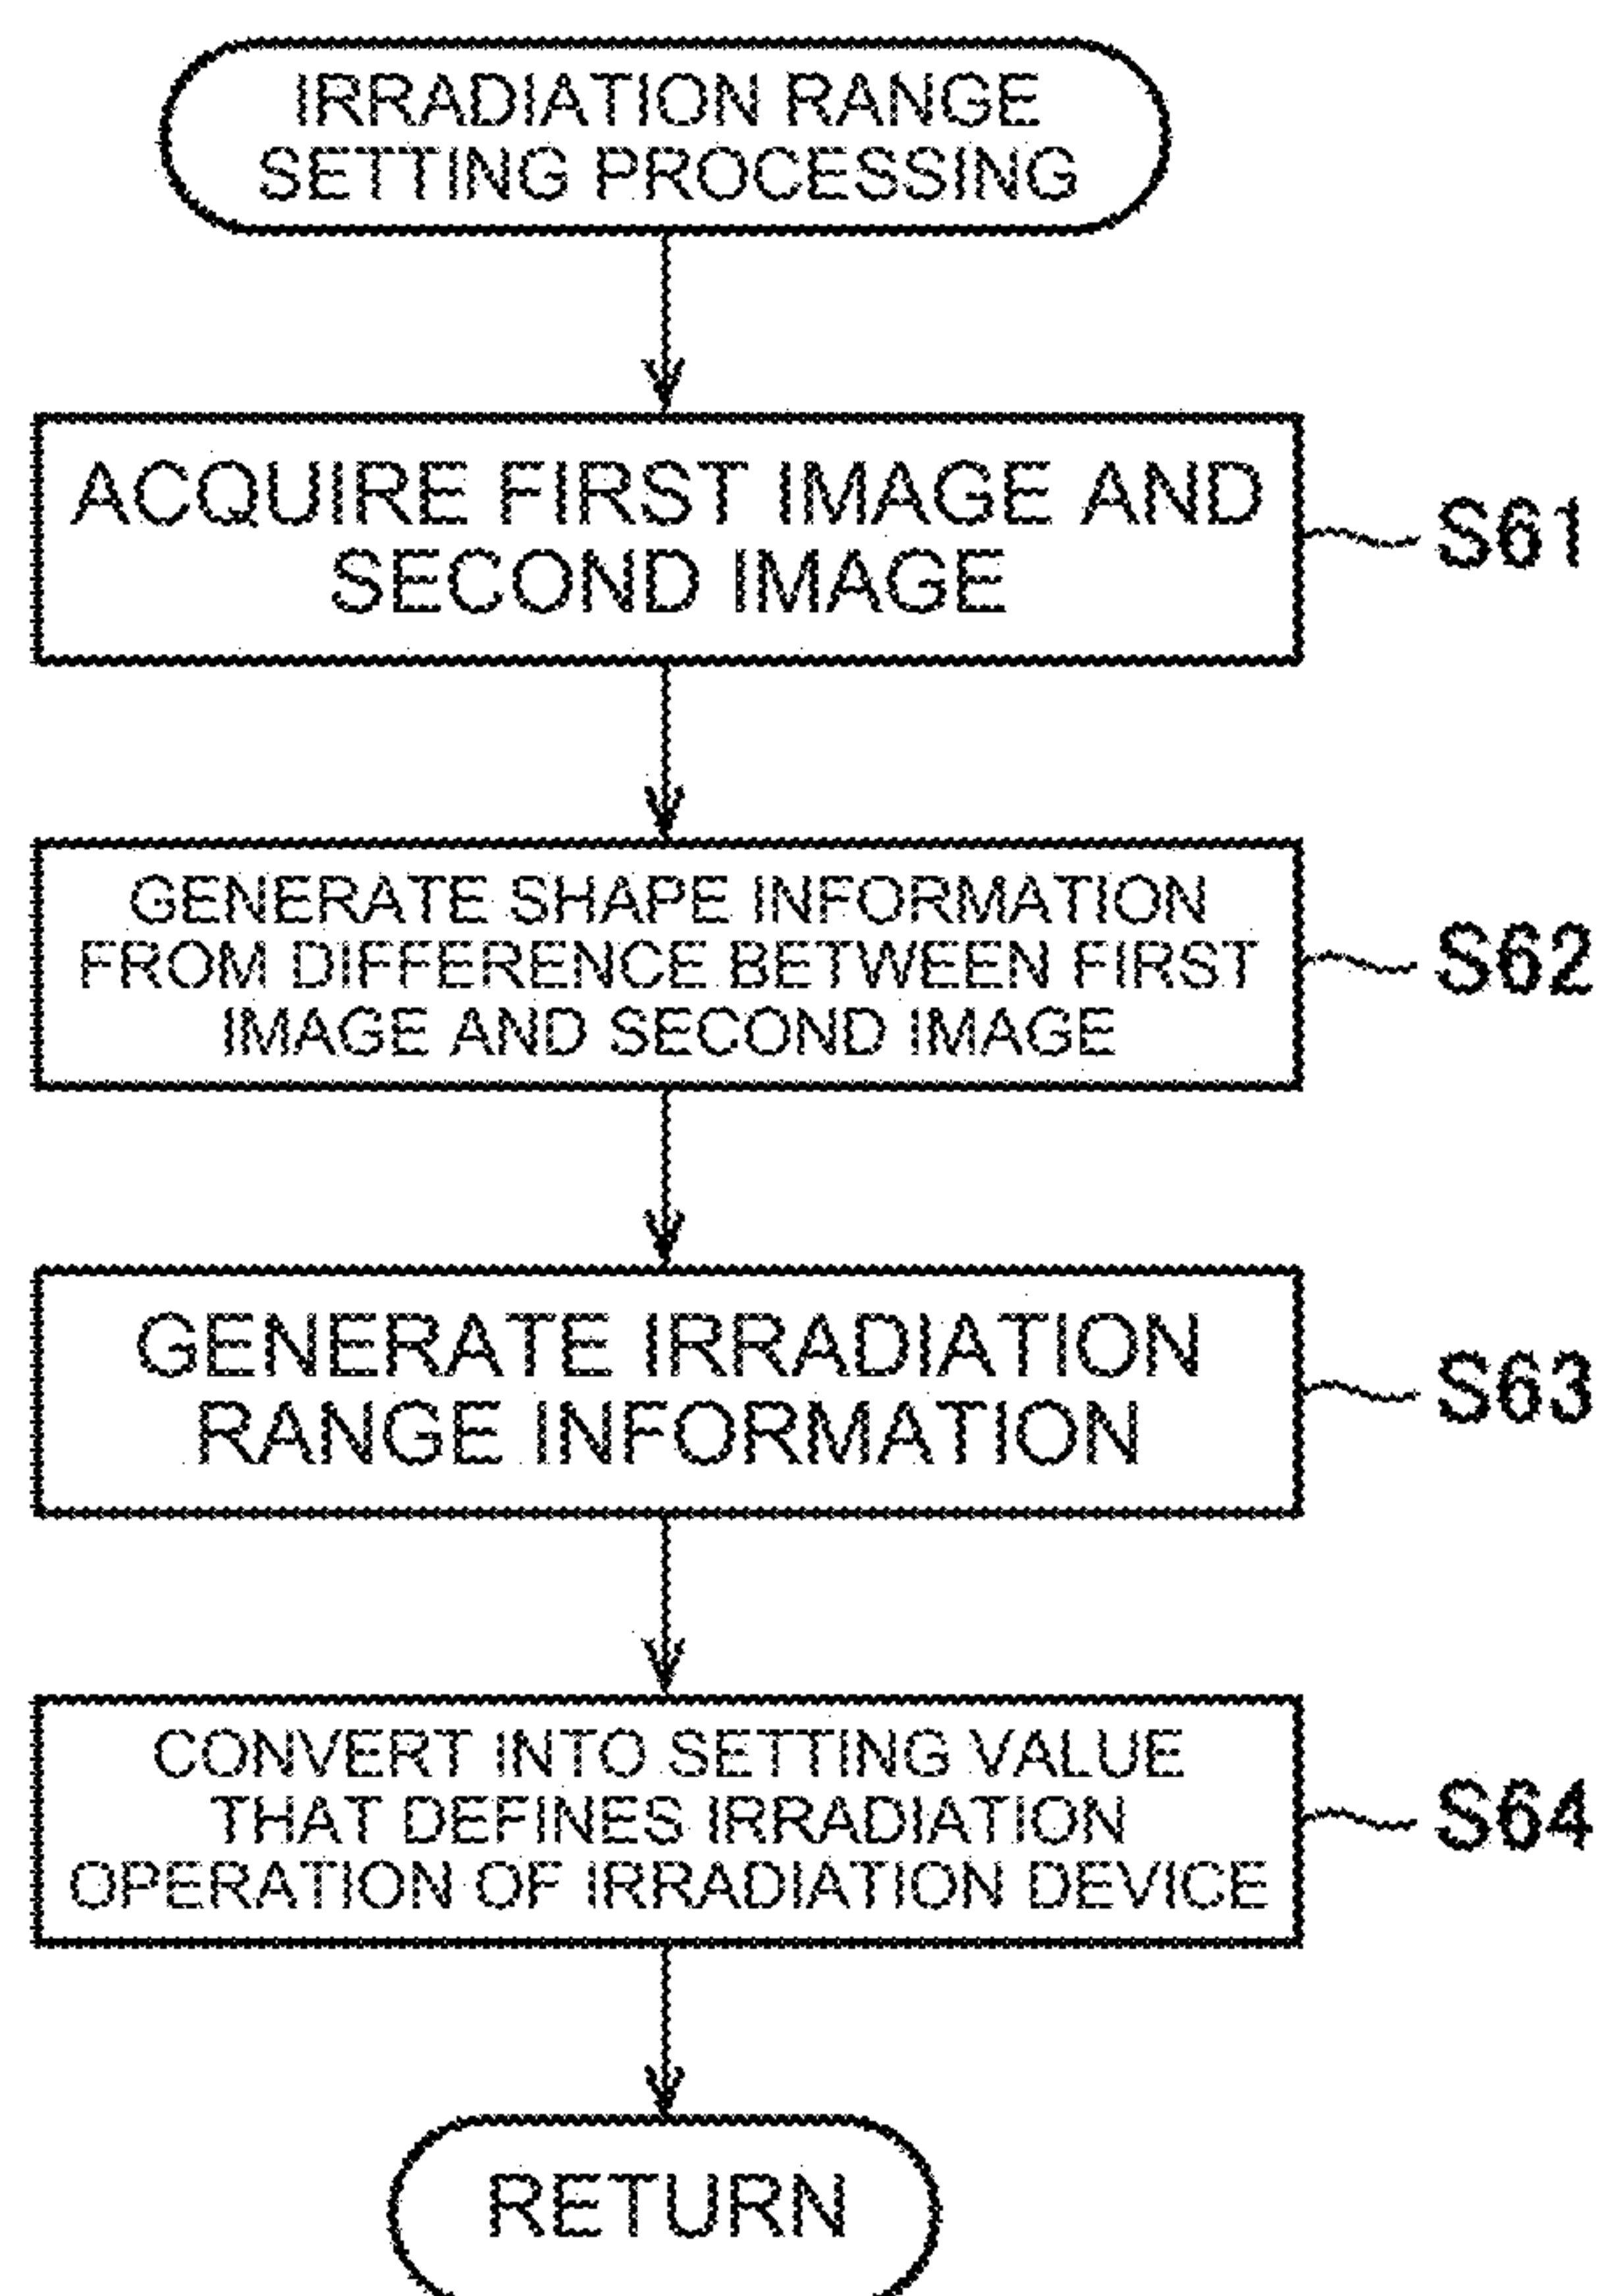 IRRADIATION RANGE
SETTING PROCESSING
ACQUIRE FIRST IMAGE AND
SECOND IMAGE
S61
GENERATE SHAPE INFORMATION
FROM DIFFERENCE BETWEEN FIRST
IMAGE AND SECOND IMAGE
S62
GENERATE IRRADIATION
RANGE INFORMATION
S63
CONVERT INTO SETTING VALUE
THAT DEFINES IRRADIATION
OPERATION OF IRRADIATION DEVICE
S64
RETURN